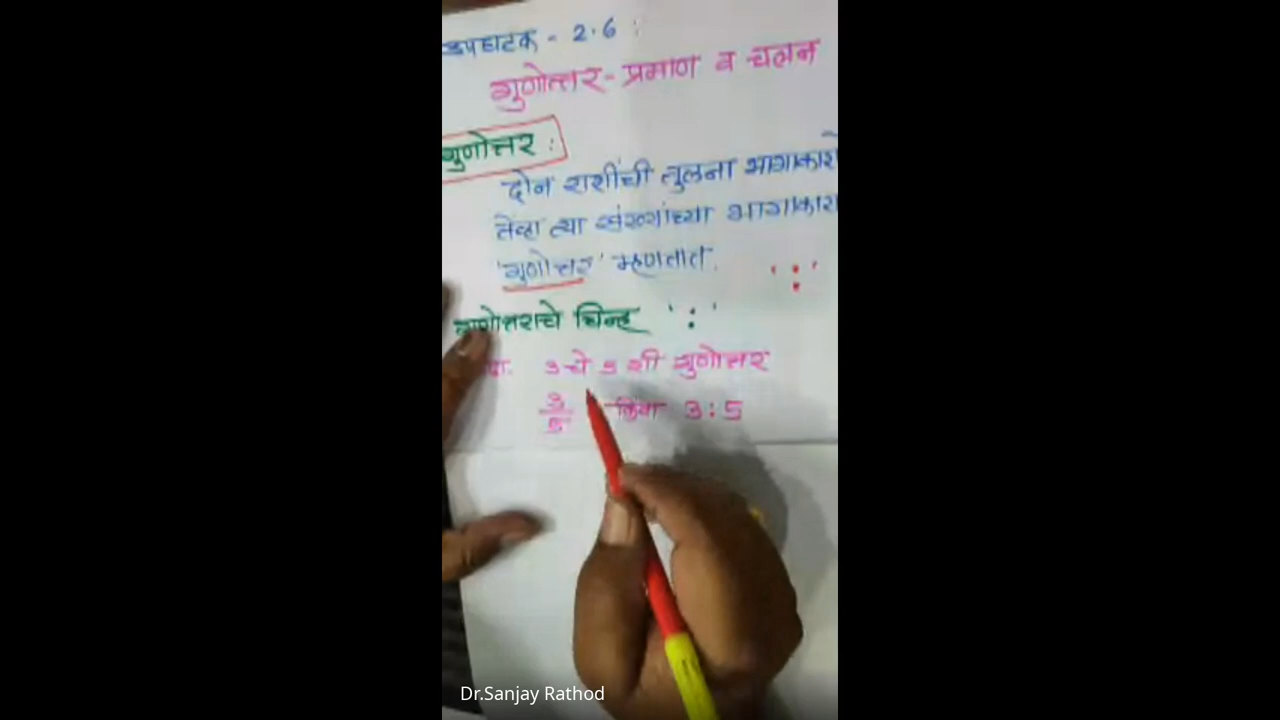 उपघटक - 2.6 :
गुणोत्तर - प्रमाण व चलन
गुणोत्तर :
दोन राशींची तुलना भागाकारे
तेव्हा त्या संख्यांच्या भागाकारा
'गुणोत्तर' म्हणतात.
' : '
गुणोत्तराचे चिन्ह ' : '
3 चे 5 शी गुणोत्तर
3/5 किंवा 3 : 5
Dr.Sanjay Rathod